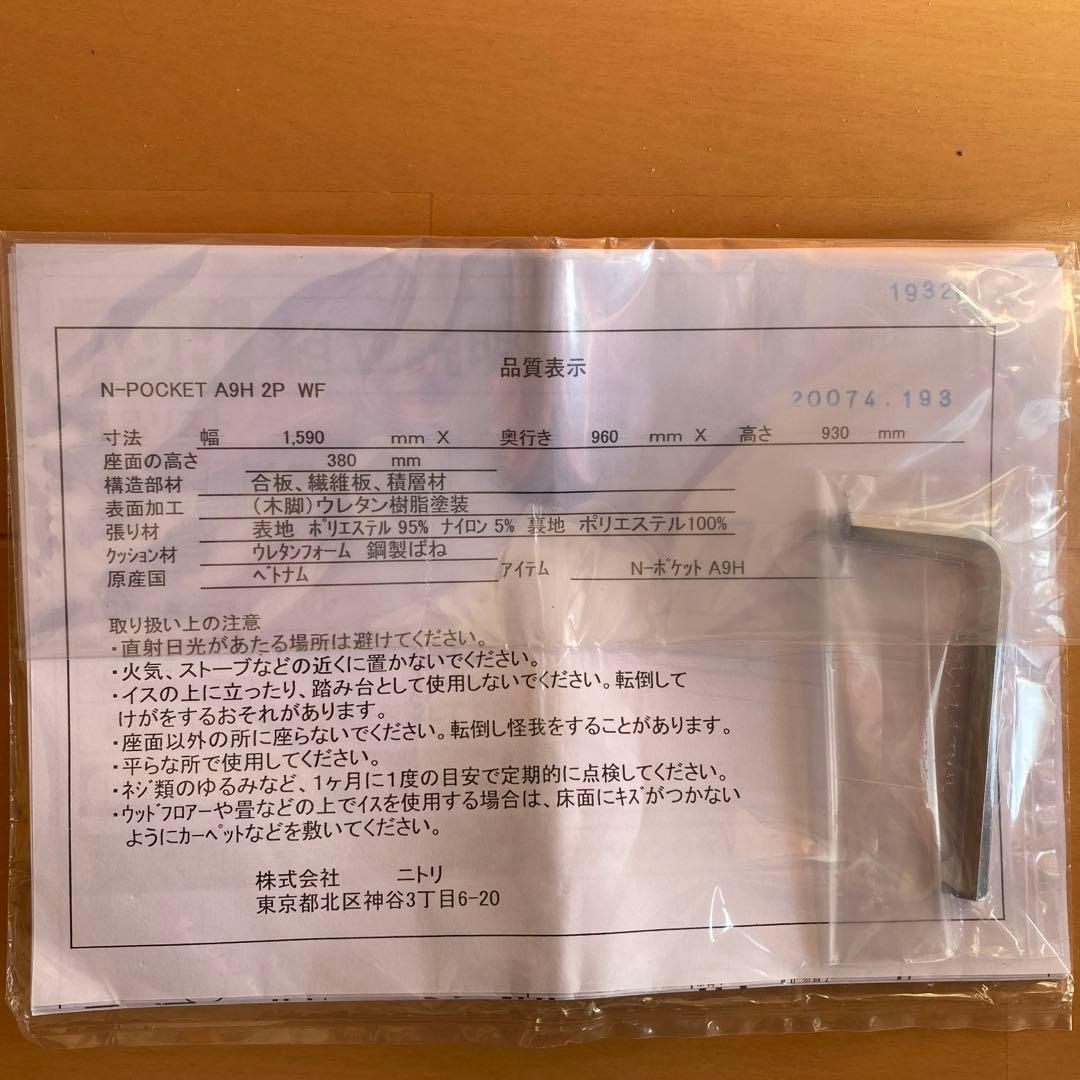 品質表示
N-POCKET A9H 2P WF
20074.193
寸法 幅 1,590 mm X 奥行き 960 mm X 高さ 930 mm
座面の高さ 380 mm
構造部材 合板、繊維板、積層材
表面加工 (木脚)ウレタン樹脂塗装
張り材 表地 ポリエステル 95% ナイロン 5% 裏地 ポリエステル100%
クッション材 ウレタンフォーム 鋼製ばね
原産国 ベトナム アイテム N-ポケット A9H
取り扱い上の注意
・直射日光があたる場所は避けてください。
・火気、ストーブなどの近くに置かないでください。
・イスの上に立ったり、踏み台として使用しないでください。転倒して
けがをするおそれがあります。
・座面以外の所に座らないでください。転倒し怪我をすることがあります。
・平らな所で使用してください。
・ネジ類のゆるみなど、1ヶ月に1度の目安で定期的に点検してください。
・ウッドフロアーや畳などの上でイスを使用する場合は、床面にキズがつかない
ようにカーペットなどを敷いてください。
株式会社 ニトリ
東京都北区神谷3丁目6-20